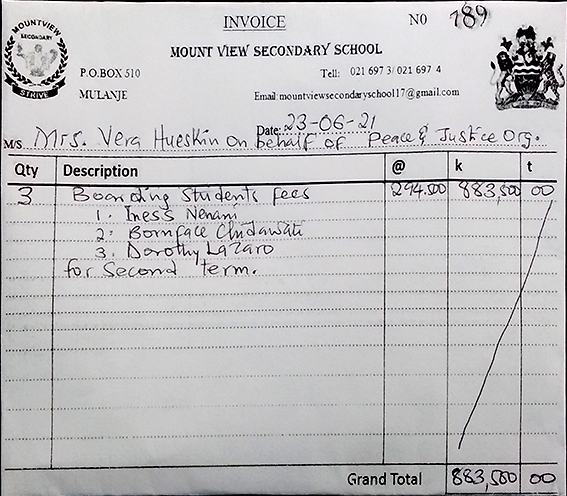 INVOICE
NO 789
MOUNTVIEW
SECONDARY
STRIVE
MOUNT VIEW SECONDARY SCHOOL
P.O.BOX 510
Tell: 021 697 3/ 021 697 4
MULANJE
Email:mountviewsecondaryschool17@gmail.com
Date: 23-06-21
M/S Mrs. Vera Hueskin on behalf of Peace & Justice Org.
Qty Description @ k t
3 Boarding Students fees 294.500 883,500 00
1. Iness Nenani
2. Bornface Chidawati
3. Dorothy Lazaro
for Second term.
Grand Total 883,500 00